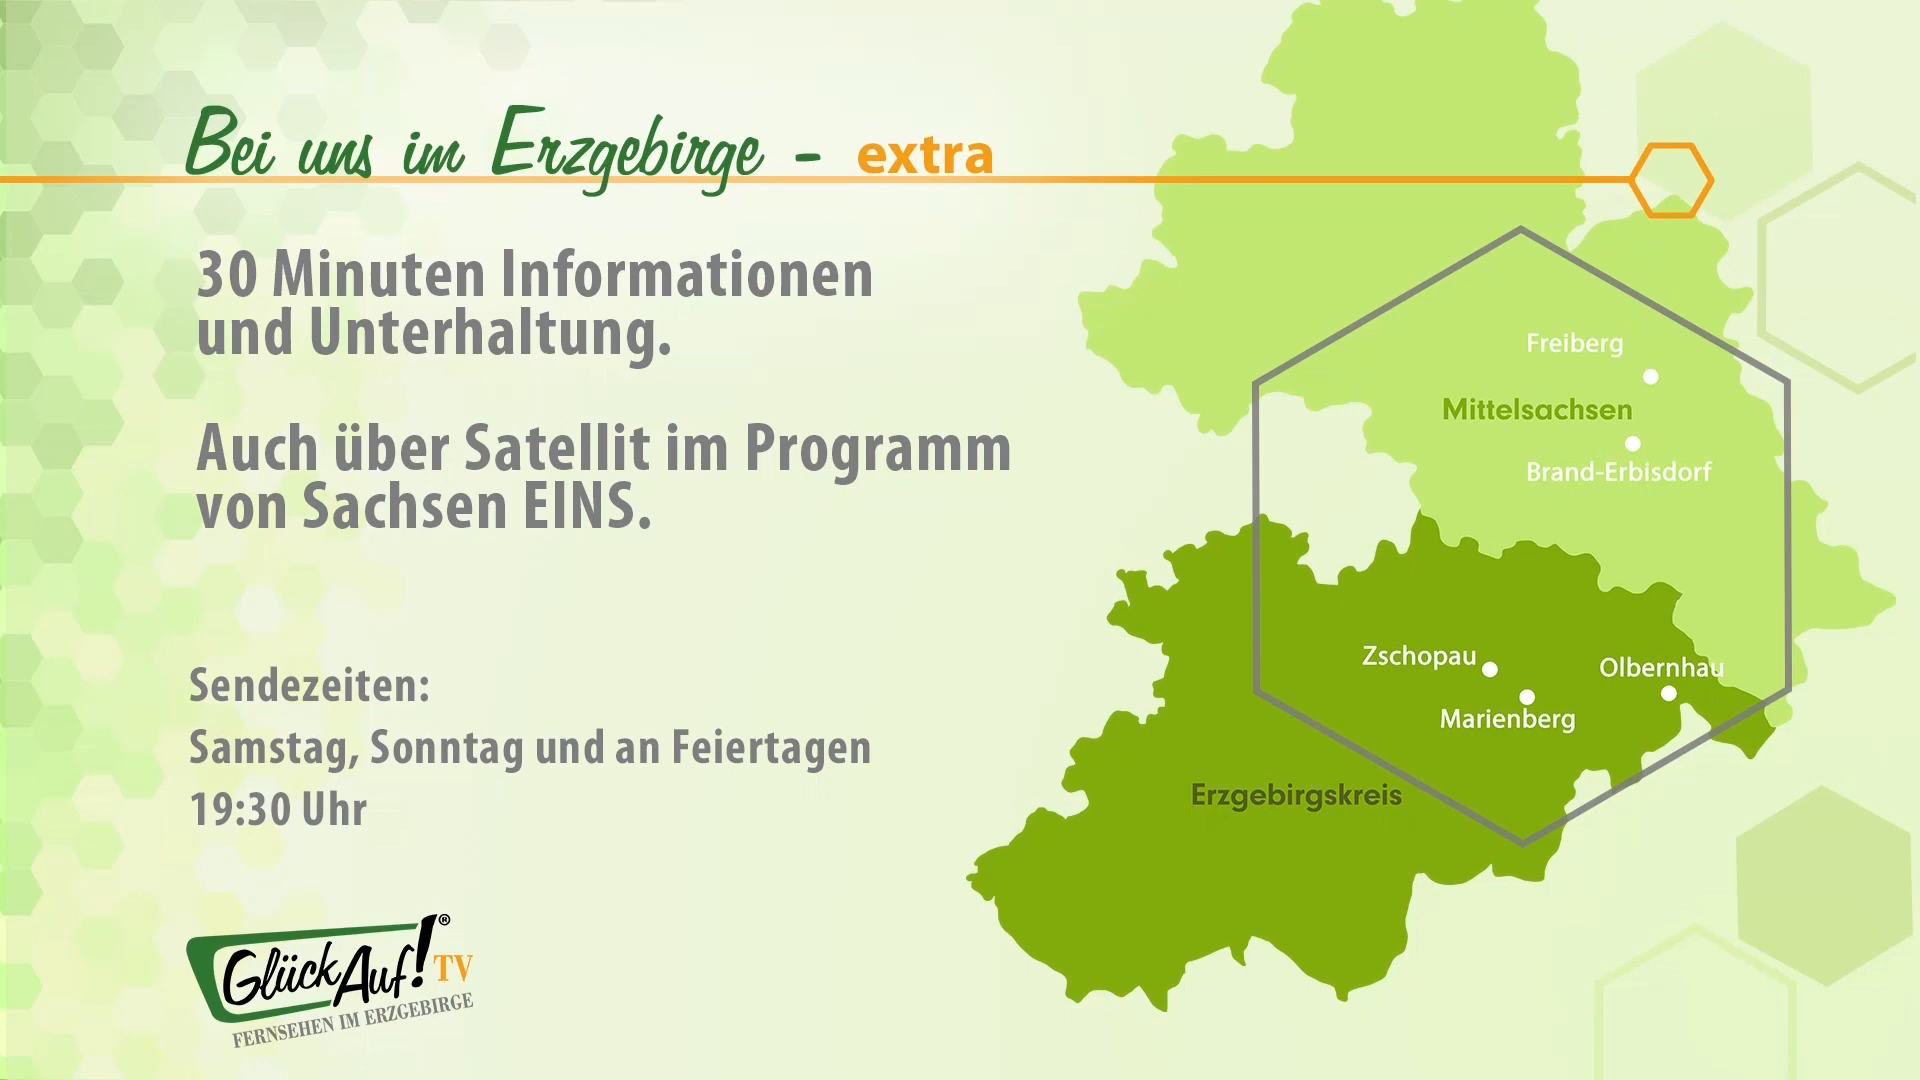 Bei uns im Erzgebirge - extra
30 Minuten Informationen
und Unterhaltung.
Auch über Satellit im Programm
von Sachsen EINS.
Sendezeiten:
Samstag, Sonntag und an Feiertagen
19:30 Uhr
GlückAuf!® TV
FERNSEHEN IM ERZGEBIRGE
Freiberg
Mittelsachsen
Brand-Erbisdorf
Zschopau
Olbernhau
Marienberg
Erzgebirgskreis